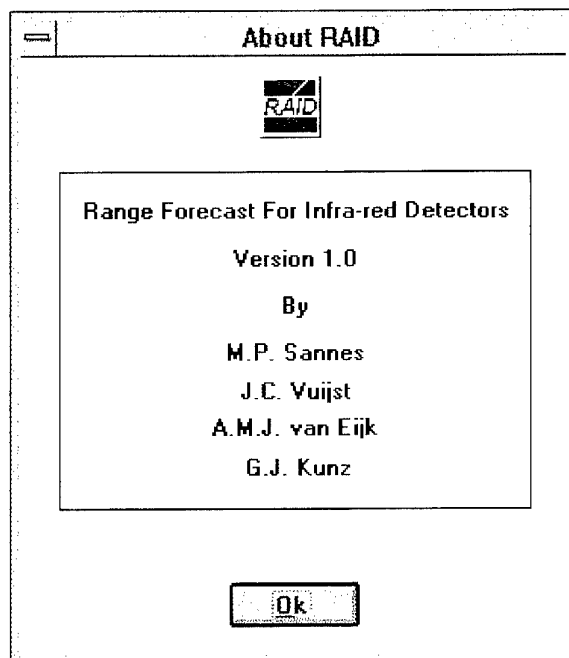 About RAID
RAID
Range Forecast For Infra-red Detectors
Version 1.0
By
M.P. Sannes
J.C. Vuijst
A.M.J. van Eijk
G.J. Kunz
Ok